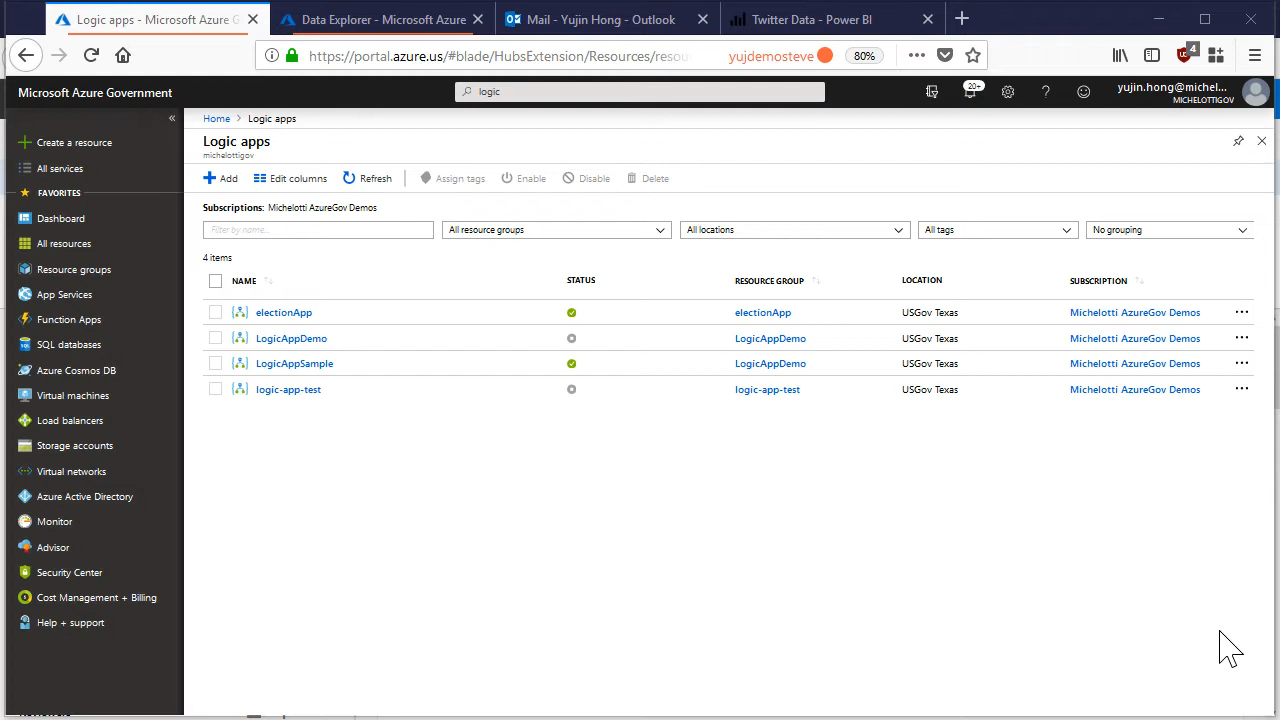 Logic apps - Microsoft Azure G
Data Explorer - Microsoft Azure
Mail - Yujin Hong - Outlook
Twitter Data - Power BI
https://portal.azure.us/#blade/HubsExtension/Resources/resou
yujdemosteve
80%
4
Microsoft Azure Government
logic
20+
yujin.hong@michel...
MICHELOTTIGOV
Create a resource
All services
FAVORITES
Dashboard
All resources
Resource groups
App Services
Function Apps
SQL databases
Azure Cosmos DB
Virtual machines
Load balancers
Storage accounts
Virtual networks
Azure Active Directory
Monitor
Advisor
Security Center
Cost Management + Billing
Help + support
Home > Logic apps
Logic apps
michelottigov
Add Edit columns Refresh Assign tags Enable Disable Delete
Subscriptions: Michelotti AzureGov Demos
Filter by name... All resource groups All locations All tags No grouping
4 items
NAME STATUS RESOURCE GROUP LOCATION SUBSCRIPTION
electionApp electionApp USGov Texas Michelotti AzureGov Demos
LogicAppDemo LogicAppDemo USGov Texas Michelotti AzureGov Demos
LogicAppSample LogicAppDemo USGov Texas Michelotti AzureGov Demos
logic-app-test logic-app-test USGov Texas Michelotti AzureGov Demos